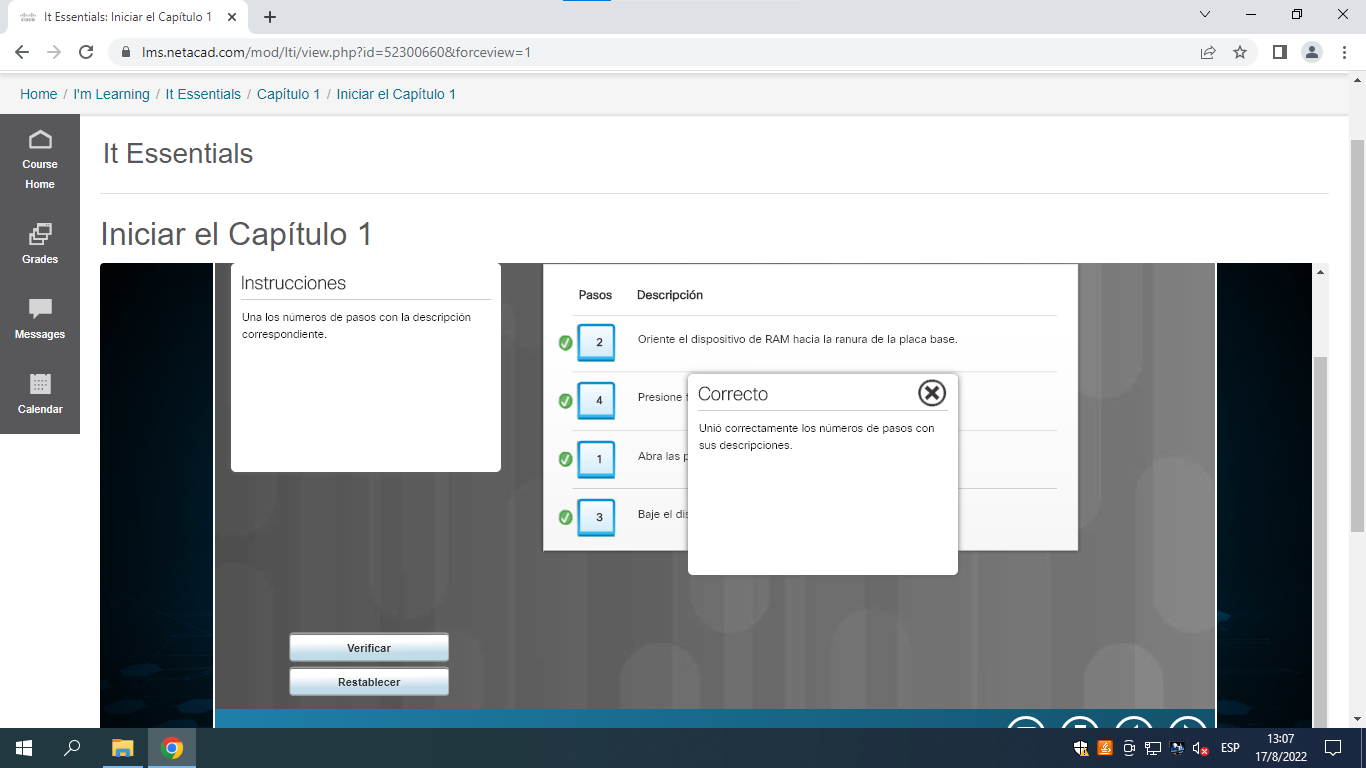 It Essentials: Iniciar el Capítulo 1
lms.netacad.com/mod/lti/view.php?id=52300660&forceview=1
Home / I'm Learning / It Essentials / Capítulo 1 / Iniciar el Capítulo 1
Course
Home
Grades
Messages
Calendar
It Essentials
Iniciar el Capítulo 1
Instrucciones
Una los números de pasos con la descripción
correspondiente.
Verificar
Restablecer
Pasos Descripción
2 Oriente el dispositivo de RAM hacia la ranura de la placa base.
4 Presione
1 Abra las
3 Baje el
Correcto
Unió correctamente los números de pasos con
sus descripciones.
ESP
13:07
17/8/2022